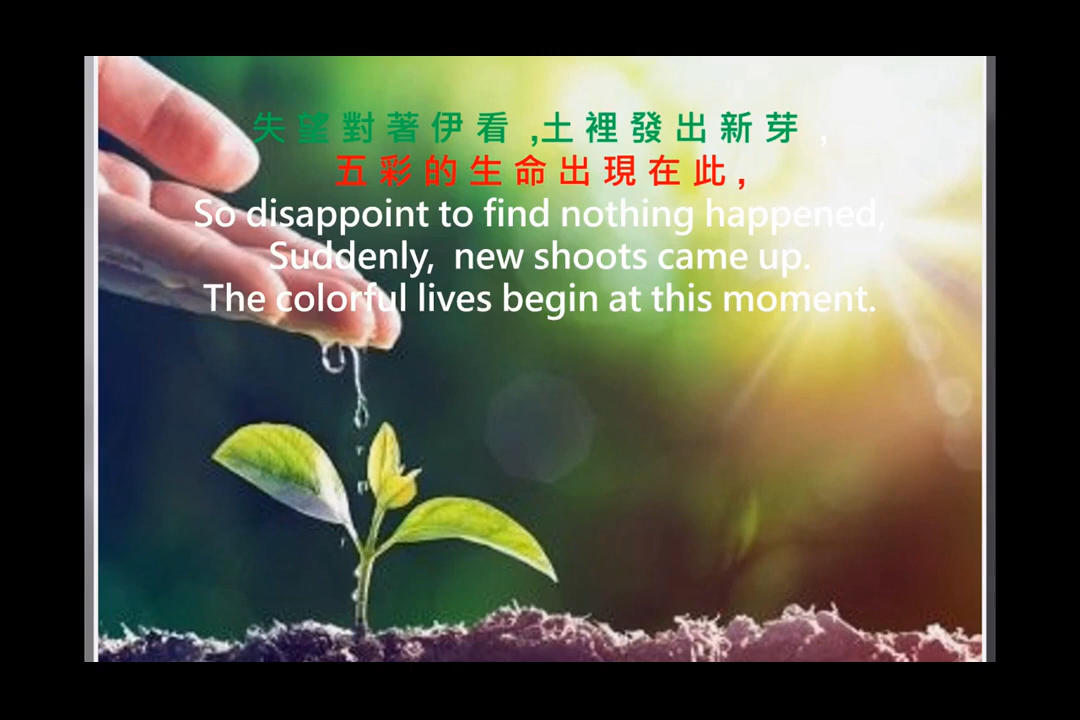 失望對著伊看 ,土裡發出新芽 ,
五彩的生命出現在此,
So disappoint to find nothing happened,
Suddenly,  new shoots came up.
The colorful lives begin at this moment.